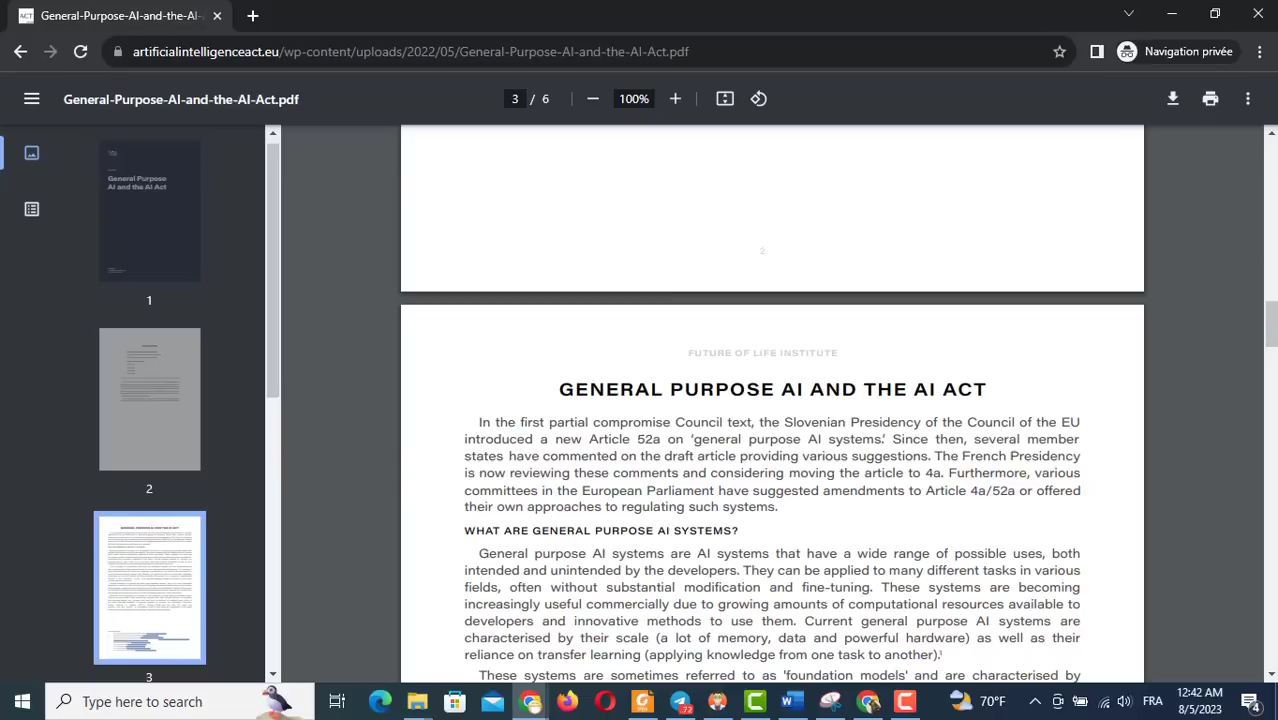 General-Purpose-AI-and-the-AI-Act
artificialintelligenceact.eu/wp-content/uploads/2022/05/General-Purpose-AI-and-the-AI-Act.pdf
Navigation privée
General-Purpose-AI-and-the-AI-Act.pdf
3 / 6
100%
General Purpose
AI and the AI Act
1
2
3
2
FUTURE OF LIFE INSTITUTE
GENERAL PURPOSE AI AND THE AI ACT
In the first partial compromise Council text, the Slovenian Presidency of the Council of the EU
introduced a new Article 52a on ‘general purpose AI systems.’ Since then, several member
states have commented on the draft article providing various suggestions. The French Presidency
is now reviewing these comments and considering moving the article to 4a. Furthermore, various
committees in the European Parliament have suggested amendments to Article 4a/52a or offered
their own approaches to regulating such systems.
WHAT ARE GENERAL PURPOSE AI SYSTEMS?
General purpose AI systems are AI systems that have a wide range of possible uses, both
intended and unintended by the developers. They can be applied to many different tasks in various
fields, often without substantial modification and fine-tuning. These systems are becoming
increasingly useful commercially due to growing amounts of computational resources available to
developers and innovative methods to use them. Current general purpose AI systems are
characterised by their scale (a lot of memory, data and powerful hardware) as well as their
reliance on transfer learning (applying knowledge from one task to another).¹
These systems are sometimes referred to as 'foundation models' and are characterised by
Type here to search
77
70°F
FRA
12:42 AM
8/5/2023
4